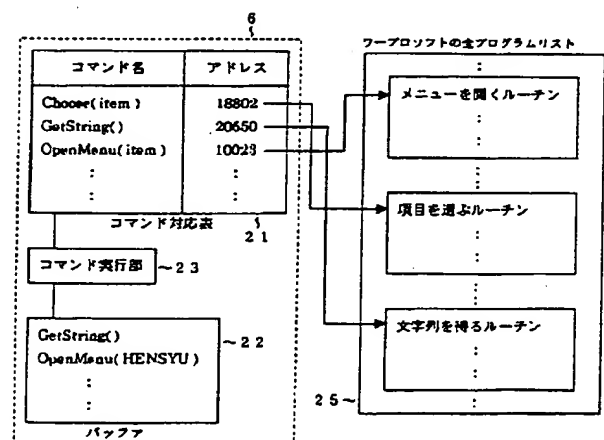 6
コマンド名 アドレス
Choose(item) 18802
GetString() 20650
OpenMenu(item) 10023
: :
: :
コマンド対応表
21
コマンド実行部 ~23
GetString()
OpenMenu(HENSYU)
:
:
~22
バッファ
ワープロソフトの全プログラムリスト
:
メニューを開くルーチン
:
:
項目を選ぶルーチン
:
:
文字列を得るルーチン
:
:
25~